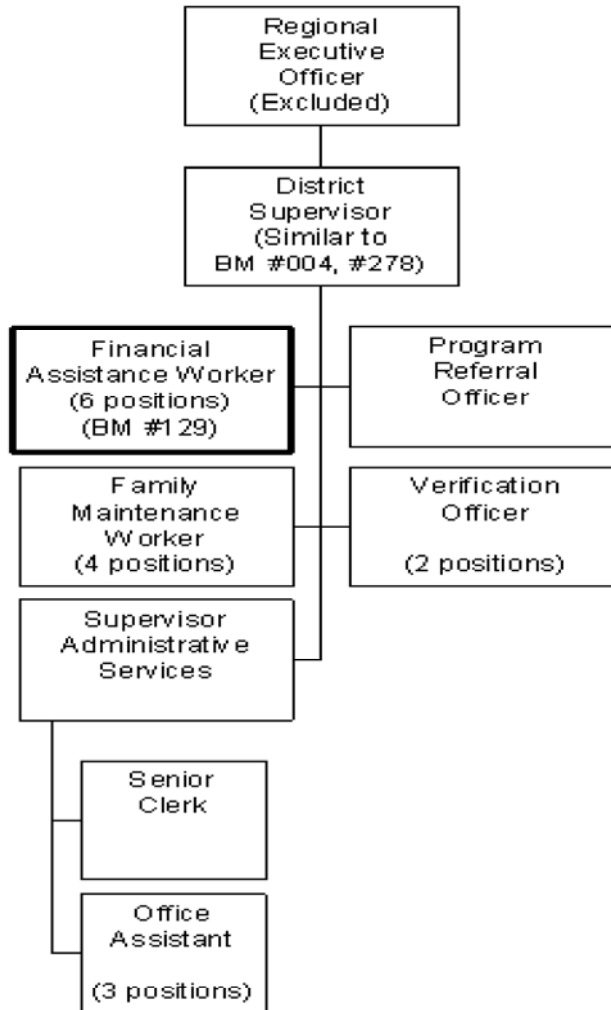 Regional
Executive
Officer
(Excluded)
District
Supervisor
(Similar to
BM #004, #278)
Financial
Assistance Worker
(6 positions)
(BM #129)
Program
Referral
Officer
Family
Maintenance
Worker
(4 positions)
Verification
Officer
(2 positions)
Supervisor
Administrative
Services
Senior
Clerk
Office
Assistant
(3 positions)